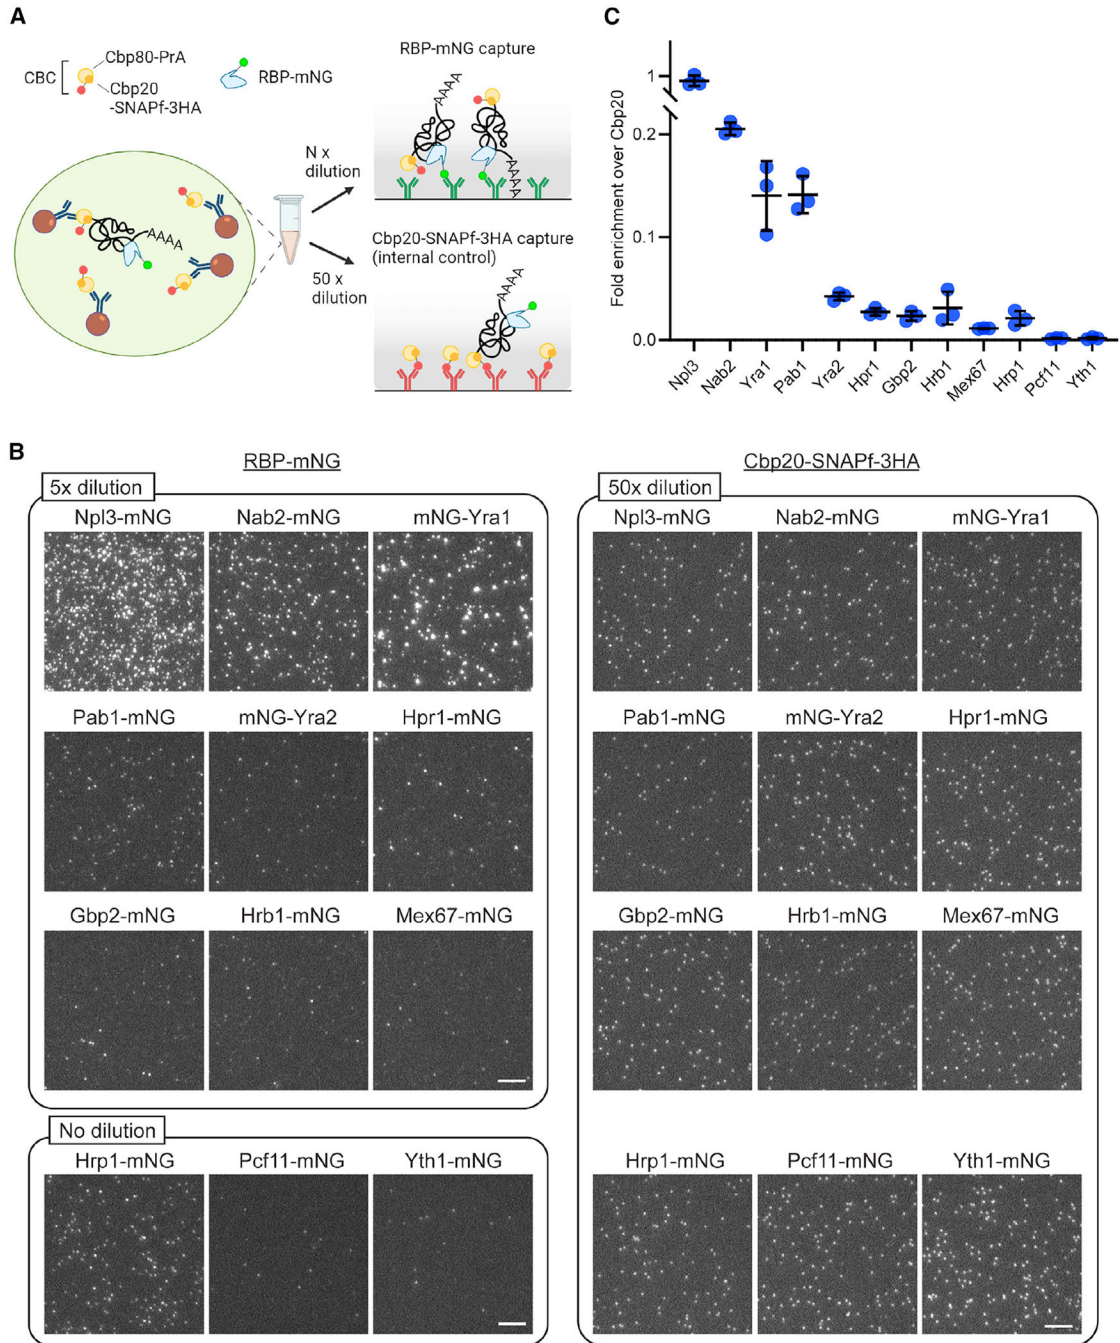 A
CBC
Cbp80-PrA
Cbp20
-SNAPf-3HA
RBP-mNG
AAAA
N x
dilution
50 x
dilution
RBP-mNG capture
AAAA
AAAA
Cbp20-SNAPf-3HA capture
(internal control)
AAAA
C
Fold enrichment over Cbp20
1
0.2
0.1
0.0
Npl3
Nab2
Yra1
Pab1
Yra2
Hpr1
Gbp2
Hrb1
Mex67
Hrp1
Pcf11
Yth1
B
RBP-mNG
5x dilution
Npl3-mNG Nab2-mNG mNG-Yra1
Pab1-mNG mNG-Yra2 Hpr1-mNG
Gbp2-mNG Hrb1-mNG Mex67-mNG
No dilution
Hrp1-mNG Pcf11-mNG Yth1-mNG
Cbp20-SNAPf-3HA
50x dilution
Npl3-mNG Nab2-mNG mNG-Yra1
Pab1-mNG mNG-Yra2 Hpr1-mNG
Gbp2-mNG Hrb1-mNG Mex67-mNG
Hrp1-mNG Pcf11-mNG Yth1-mNG